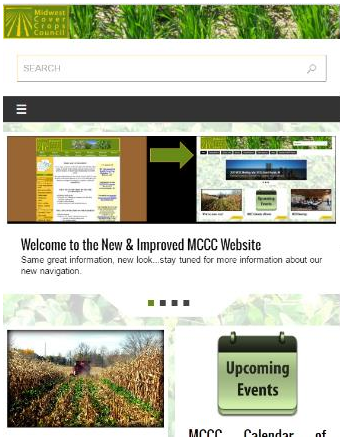 Midwest
Cover
Crops
Council
SEARCH
Welcome to the New & Improved MCCC Website
Same great information, new look...stay tuned for more information about our
new navigation.
Upcoming
Events
MCCC Calendar of